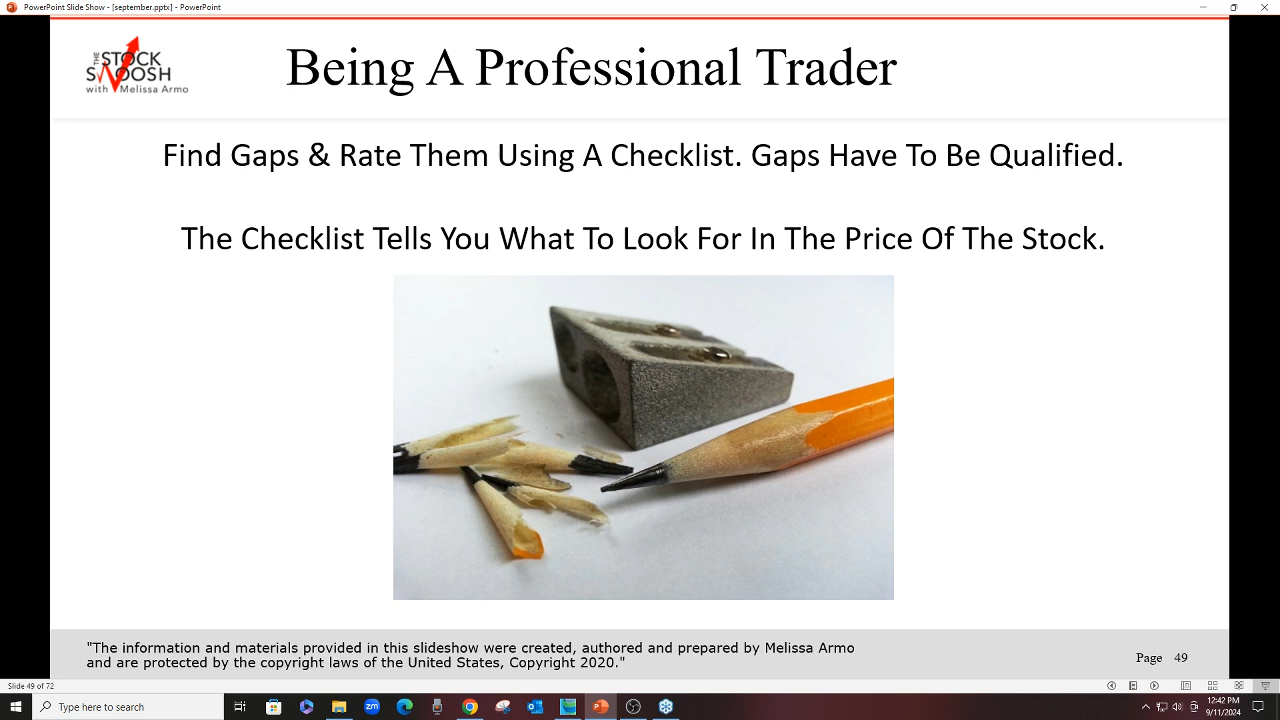 PowerPoint Slide Show - [september.pptx] - PowerPoint
THE
STOCK
SWOOSH
with Melissa Armo
Being A Professional Trader
Find Gaps & Rate Them Using A Checklist. Gaps Have To Be Qualified.
The Checklist Tells You What To Look For In The Price Of The Stock.
"The information and materials provided in this slideshow were created, authored and prepared by Melissa Armo
and are protected by the copyright laws of the United States, Copyright 2020."
Page 49
Slide 49 of 72
Type here to search
zm
12:42 PM
9/11/2024